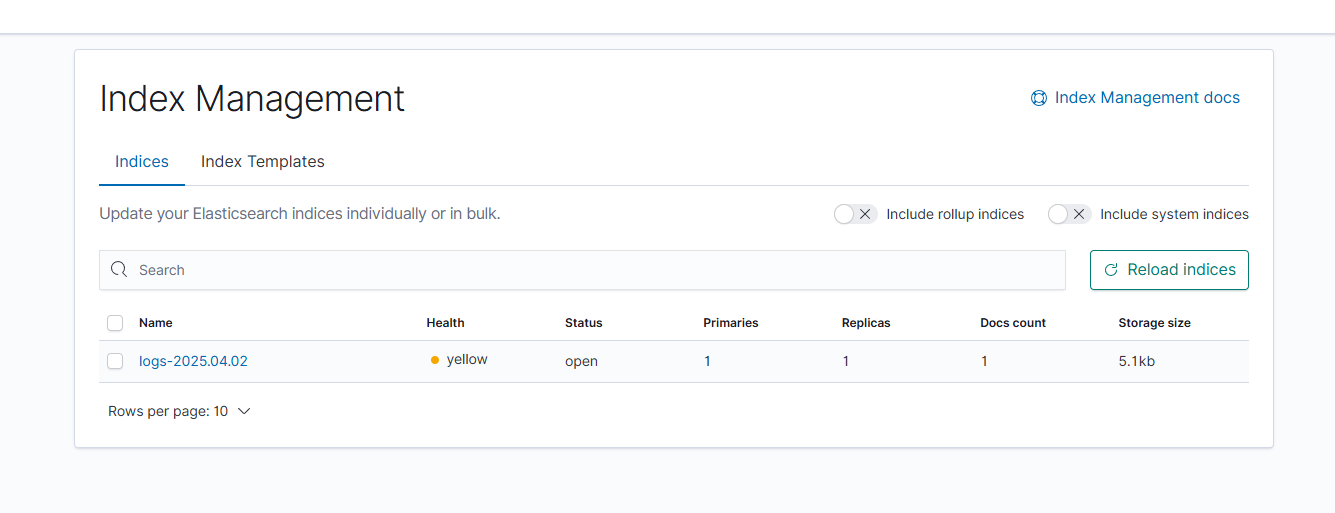 Index Management
Index Management docs
Indices Index Templates
Update your Elasticsearch indices individually or in bulk.
Include rollup indices Include system indices
Search
Reload indices
Name Health Status Primaries Replicas Docs count Storage size
logs-2025.04.02 yellow open 1 1 1 5.1kb
Rows per page: 10